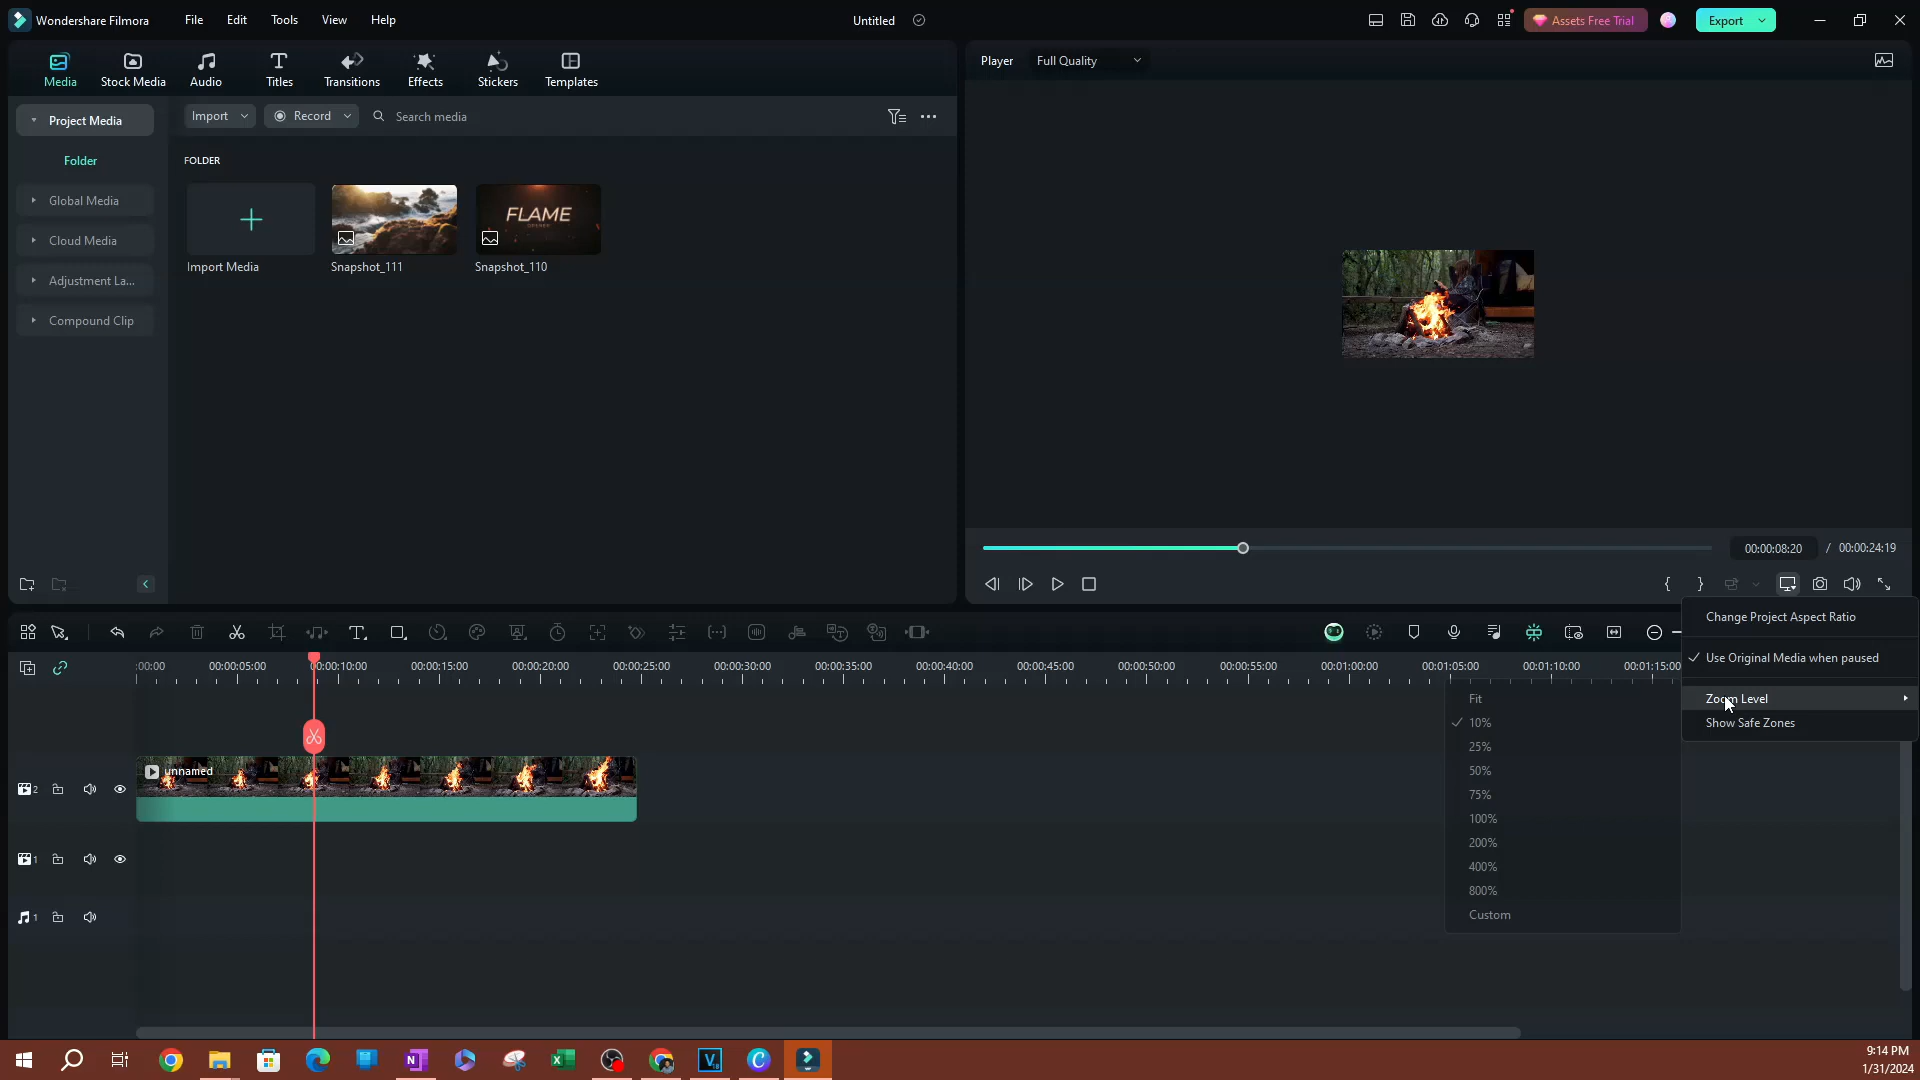 Wondershare Filmora File Edit Tools View Help Untitled Assets Free Trial Export
Media Stock Media Audio Titles Transitions Effects Stickers Templates
Player Full Quality
Project Media
Import Record Search media
Folder
FOLDER
Global Media
FLAME
OPENER
Cloud Media
Import Media Snapshot_111 Snapshot_110
Adjustment La...
Compound Clip
00:00:08:20 / 00:00:24:19
{ }
Change Project Aspect Ratio
Use Original Media when paused
Zoom Level
Show Safe Zones
:00:00 00:00:05:00 00:00:10:00 00:00:15:00 00:00:20:00 00:00:25:00 00:00:30:00 00:00:35:00 00:00:40:00 00:00:45:00 00:00:50:00 00:00:55:00 00:01:00:00 00:01:05:00 00:01:10:00 00:01:15:00
Fit
10%
25%
50%
75%
100%
200%
400%
800%
Custom
unnamed
2
1
1
9:14 PM
1/31/2024